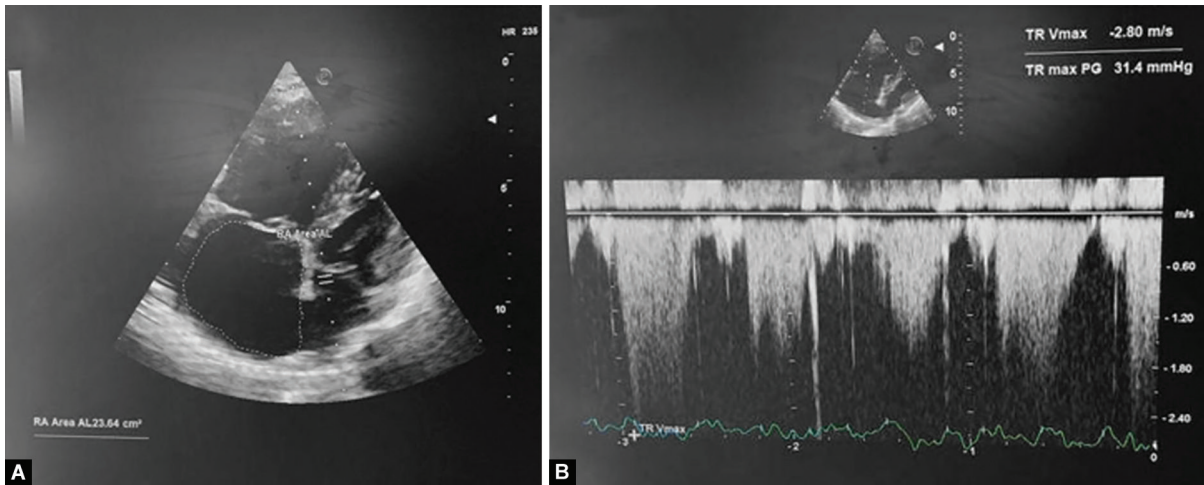 HR 235
0
5
10
RA Area AL
RA Area AL23.64 cm²
A
TR Vmax -2.80 m/s
TR max PG 31.4 mmHg
0
5
10
m/s
-0.60
-1.20
-1.80
-2.40
TR Vmax
-3
-2
-1
0
B